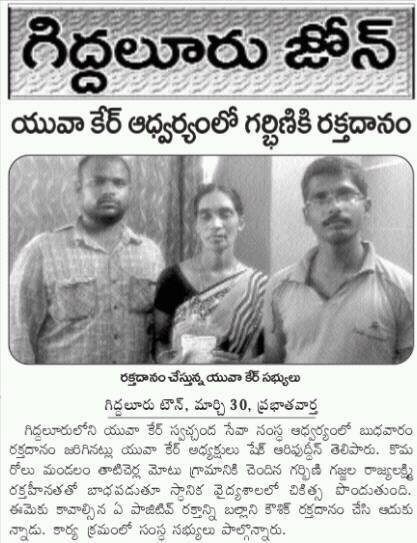 గిద్దలూరు జోన్
యువా కేర్ ఆధ్వర్యంలో గర్భిణికి రక్తదానం
రక్తదానం చేస్తున్న యువా కేర్ సభ్యులు
గిద్దలూరు టౌన్, మార్చి 30, ప్రభాతవార్త
గిద్దలూరులోని యువా కేర్ స్వచ్ఛంద సేవా సంస్థ ఆధ్వర్యంలో బుధవారం
రక్తదానం జరిగినట్లు యువా కేర్ అధ్యక్షులు షేక్ ఆరిఫుద్దీన్ తెలిపారు. కొమ
రోలు మండలం తాటిచెర్ల మోటు గ్రామానికి చెందిన గర్భిణి గజ్జల రాజ్యలక్ష్మి
రక్తహీనతతో బాధపడుతూ స్థానిక వైద్యశాలలో చికిత్స పొందుతుంది.
ఈమెకు కావాల్సిన ఏ పాజిటివ్ రక్తాన్ని బల్లాని కౌశిక్ రక్తదానం చేసి ఆదుకు
న్నాడు. కార్య క్రమంలో సంస్థ సభ్యులు పాల్గొన్నారు.